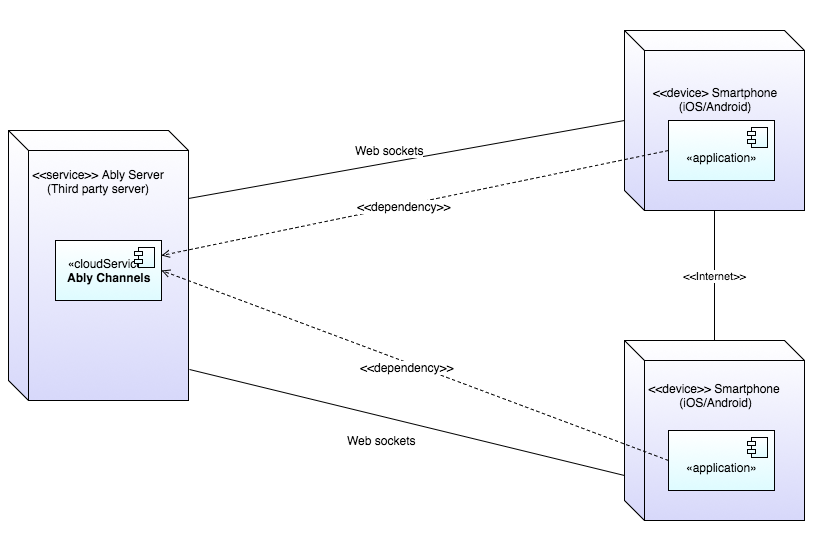 <<device> Smartphone
(iOS/Android)
«application»
Web sockets
<<service>> Ably Server
(Third party server)
<<dependency>>
«cloudServic
Ably Channels
<<Internet>>
<<dependency>>
<<device>> Smartphone
(iOS/Android)
Web sockets
«application»